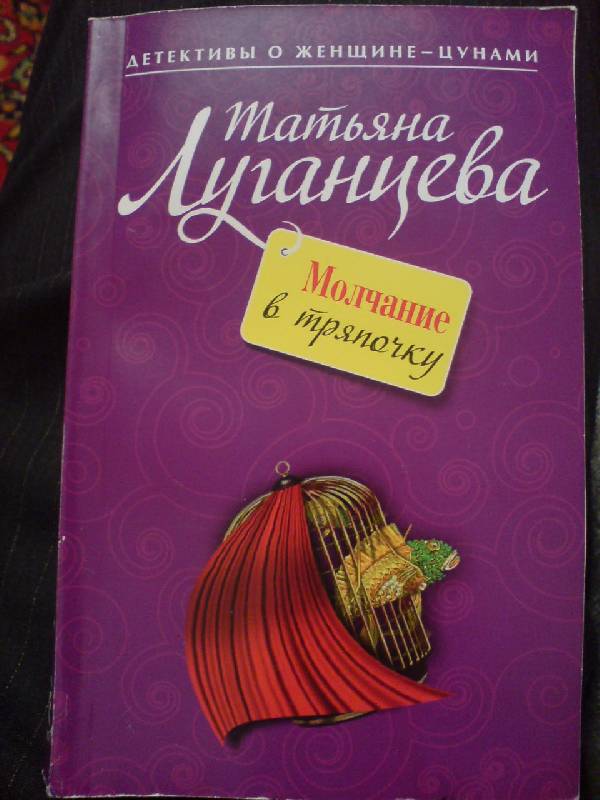 ДЕТЕКТИВЫ О ЖЕНЩИНЕ–ЦУНАМИ
Татьяна
Луганцева
Молчание
в тряпочку